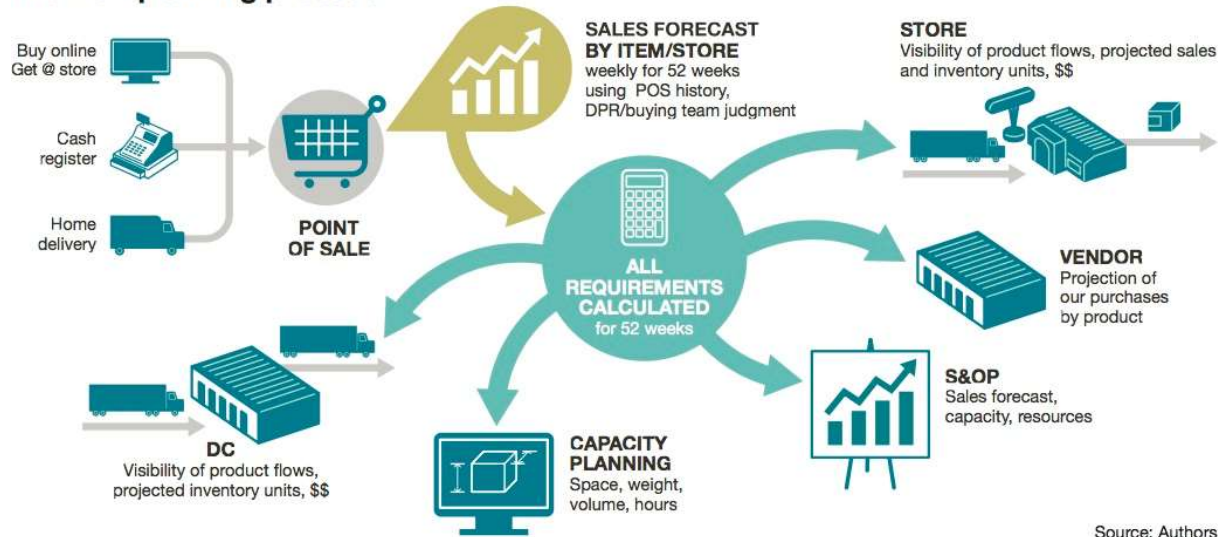 Buy online
Get @ store
Cash
register
Home
delivery
POINT
OF SALE
SALES FORECAST
BY ITEM/STORE
weekly for 52 weeks
using POS history,
DPR/buying team judgment
STORE
Visibility of product flows, projected sales
and inventory units, $$
ALL
REQUIREMENTS
CALCULATED
for 52 weeks
VENDOR
Projection of
our purchases
by product
S&OP
Sales forecast,
capacity, resources
DC
Visibility of product flows,
projected inventory units, $$
CAPACITY
PLANNING
Space, weight,
volume, hours
Source: Authors